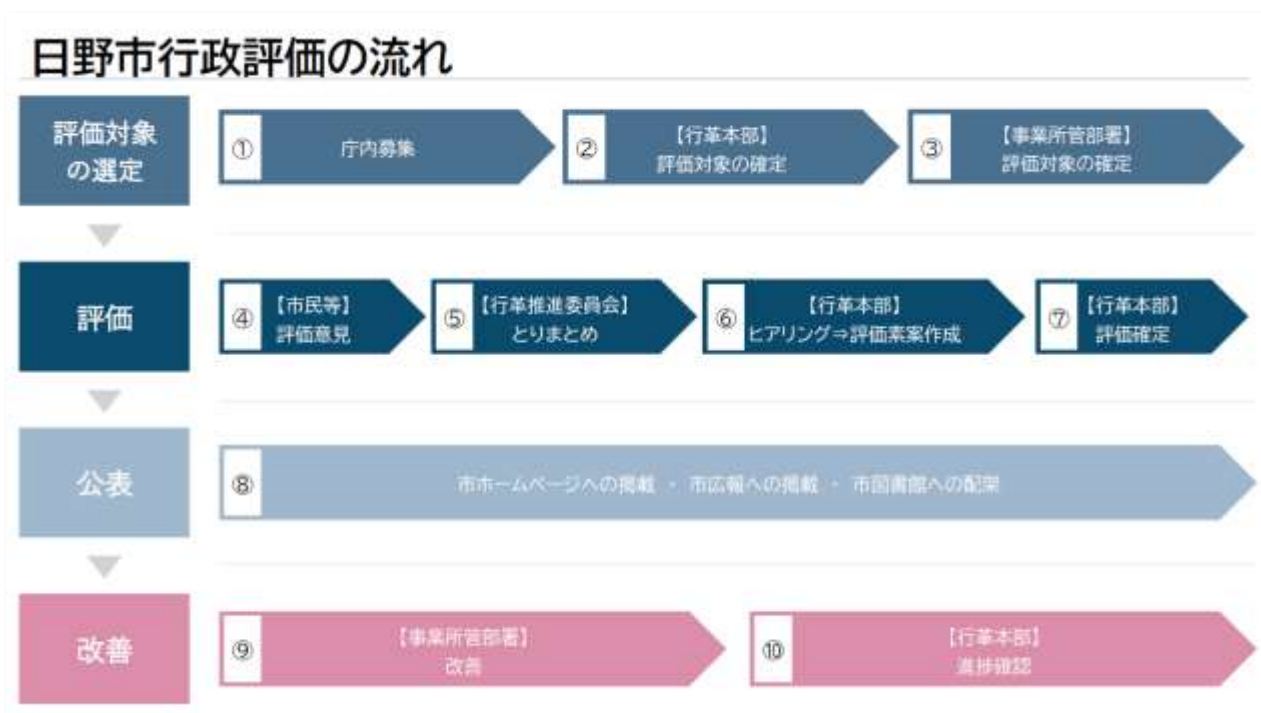 日野市行政評価の流れ
評価対象
の選定
①
庁内募集
②
【行革本部】
評価対象の確定
③
【事業所管部署】
評価対象の確定
評価
④
【市民等】
評価意見
⑤
【行革推進委員会】
とりまとめ
⑥
【行革本部】
ヒアリング⇒評価素案作成
⑦
【行革本部】
評価確定
公表
⑧
市ホームページへの掲載 ・ 市広報への掲載 ・ 市図書館への配架
改善
⑨
【事業所管部署】
改善
⑩
【行革本部】
進捗確認